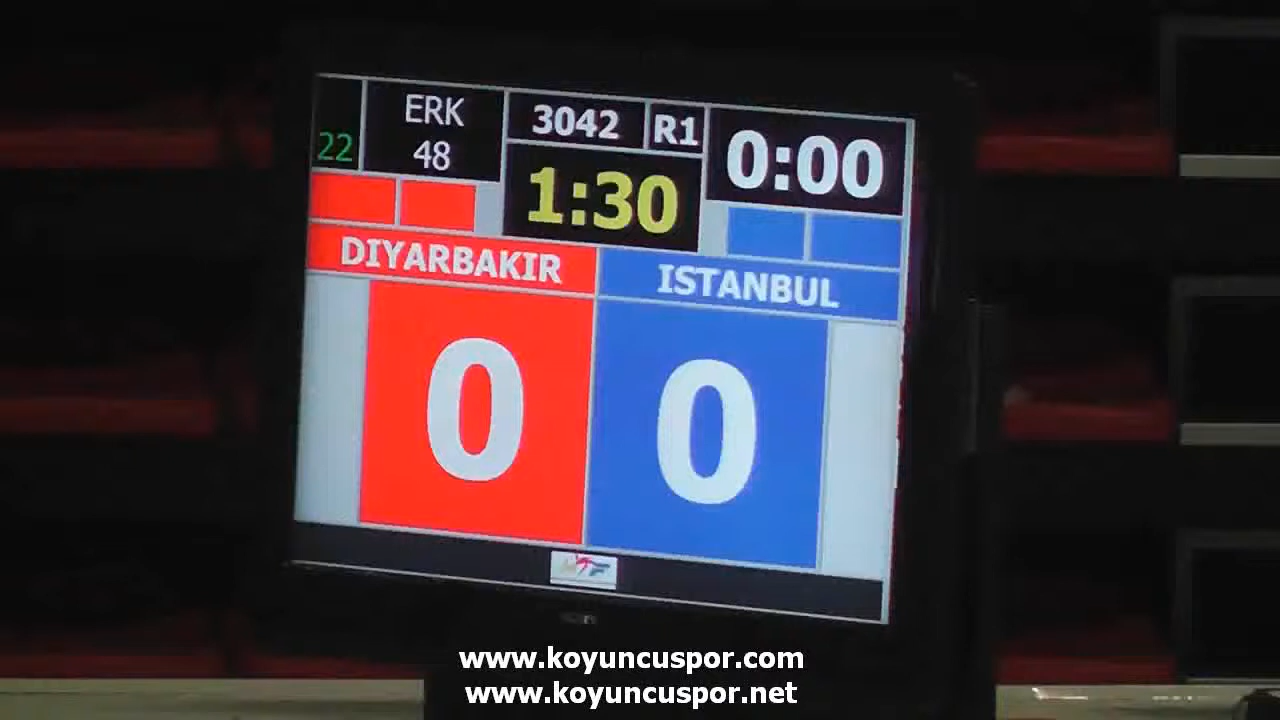 22
ERK
48
3042
R1
1:30
0:00
DIYARBAKIR
ISTANBUL
0
0
www.koyuncuspor.com
www.koyuncuspor.net